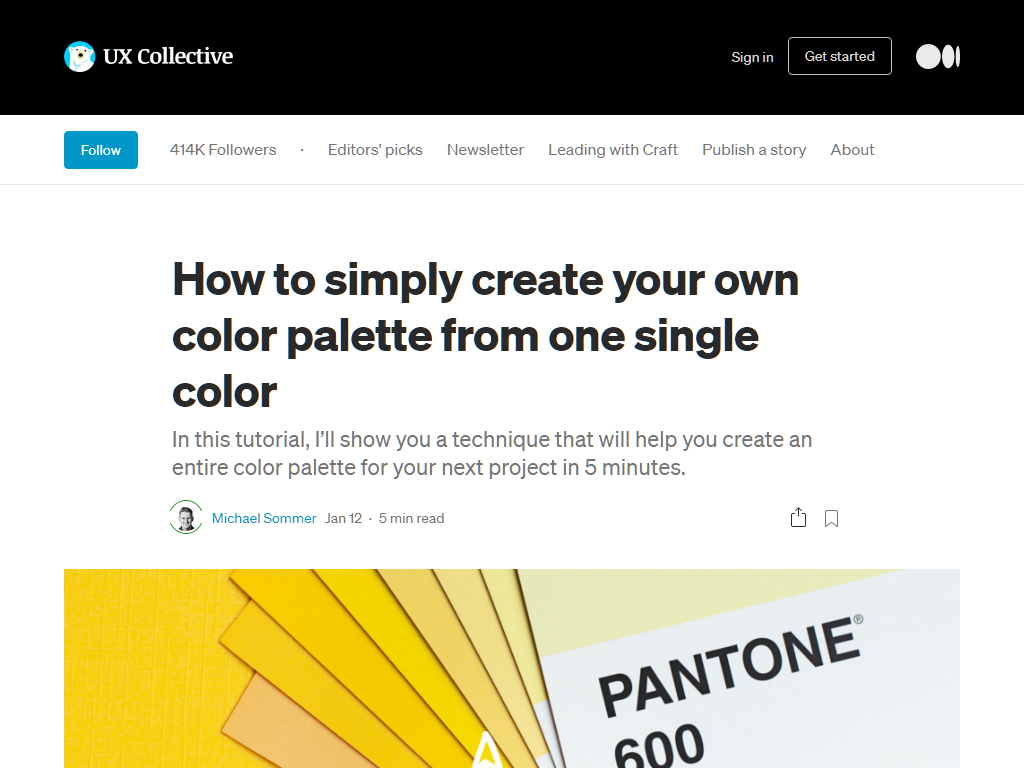 UX Collective
Sign in
Get started
Follow
414K Followers · Editors' picks Newsletter Leading with Craft Publish a story About
How to simply create your own
color palette from one single
color
In this tutorial, I’ll show you a technique that will help you create an
entire color palette for your next project in 5 minutes.
Michael Sommer Jan 12 · 5 min read
PANTONE®
600